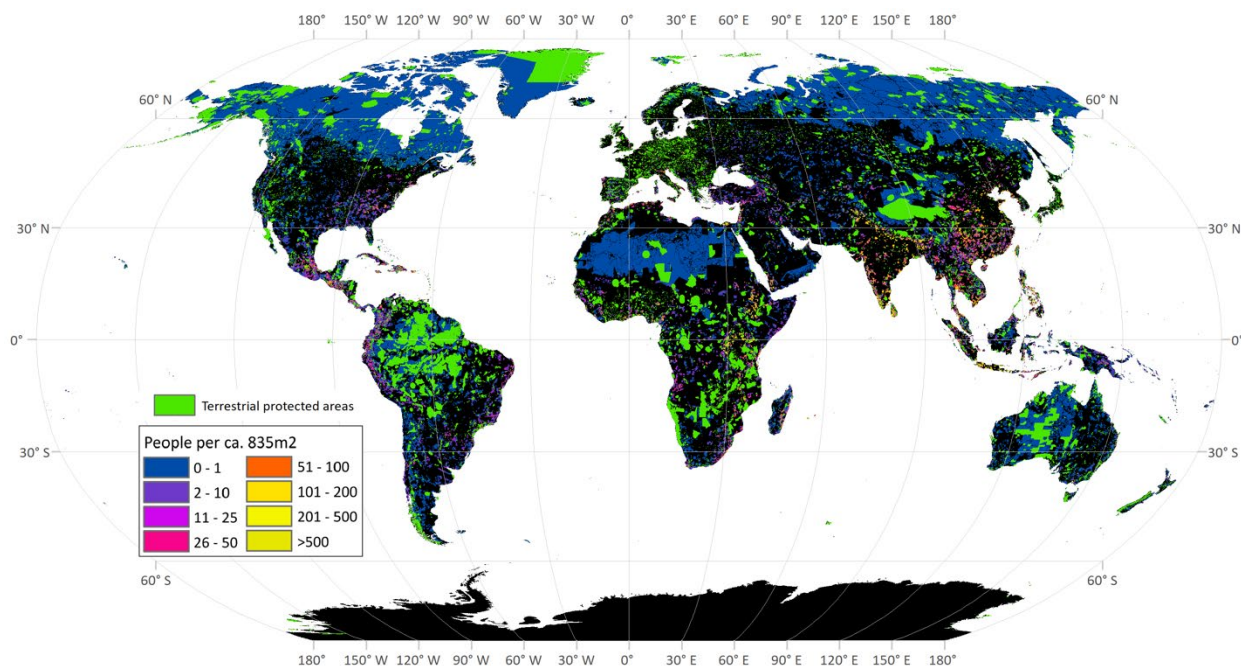 180° 150° W 120° W 90° W 60° W 30° W 0° 30° E 60° E 90° E 120° E 150° E 180°
60° N 60° N
30° N 30° N
0° 0°
Terrestrial protected areas
People per ca. 835m2
0 - 1 51 - 100
2 - 10 101 - 200
11 - 25 201 - 500
26 - 50 >500
30° S 30° S
60° S 60° S
180° 150° W 120° W 90° W 60° W 30° W 0° 30° E 60° E 90° E 120° E 150° E 180°